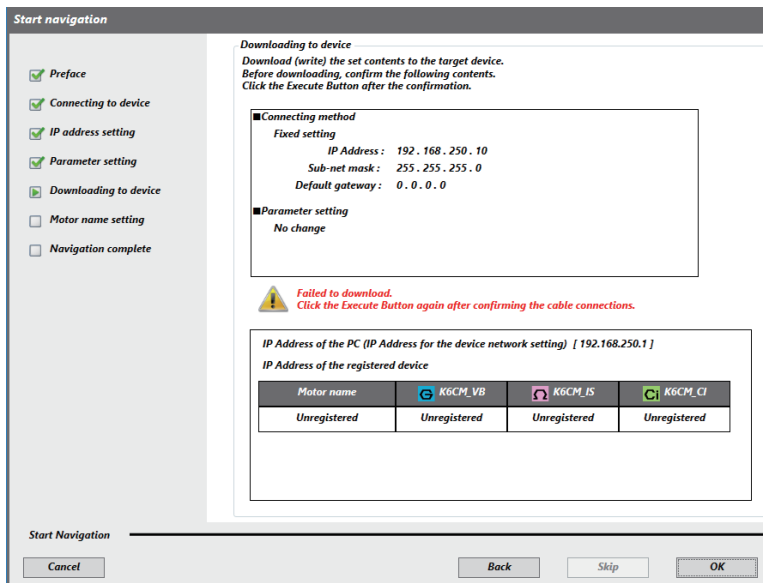 Start navigation
Preface
Connecting to device
IP address setting
Parameter setting
Downloading to device
Motor name setting
Navigation complete
Downloading to device
Download (write) the set contents to the target device.
Before downloading, confirm the following contents.
Click the Execute Button after the confirmation.
■Connecting method
Fixed setting
IP Address : 192 . 168 . 250 . 10
Sub-net mask : 255 . 255 . 255 . 0
Default gateway : 0 . 0 . 0 . 0
■Parameter setting
No change
Failed to download.
Click the Execute Button again after confirming the cable connections.
IP Address of the PC (IP Address for the device network setting) [ 192.168.250.1 ]
IP Address of the registered device
Motor name K6CM_VB K6CM_IS Ci K6CM_CI
Unregistered Unregistered Unregistered Unregistered
Start Navigation
Cancel Back Skip OK